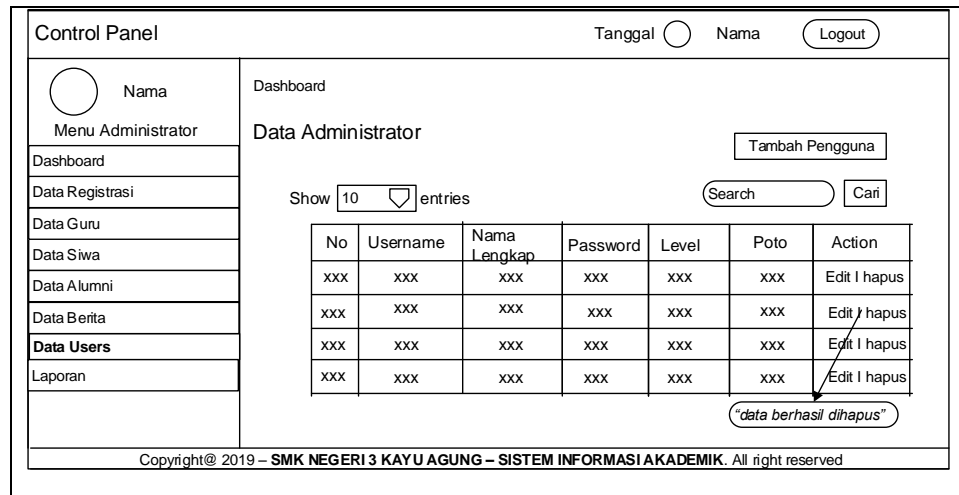 Control Panel Tanggal Nama Logout
Nama
Menu Administrator
Dashboard
Data Registrasi
Data Guru
Data Siwa
Data Alumni
Data Berita
Data Users
Laporan
Dashboard
Data Administrator
Tambah Pengguna
Show 10 entries Search Cari
No Username Nama Lengkap Password Level Poto Action
xxx xxx xxx xxx xxx xxx Edit I hapus
xxx xxx xxx xxx xxx xxx Edit I hapus
xxx xxx xxx xxx xxx xxx Edit I hapus
xxx xxx xxx xxx xxx xxx Edit I hapus
“data berhasil dihapus”
Copyright@ 2019 – SMK NEGERI 3 KAYU AGUNG – SISTEM INFORMASI AKADEMIK. All right reserved